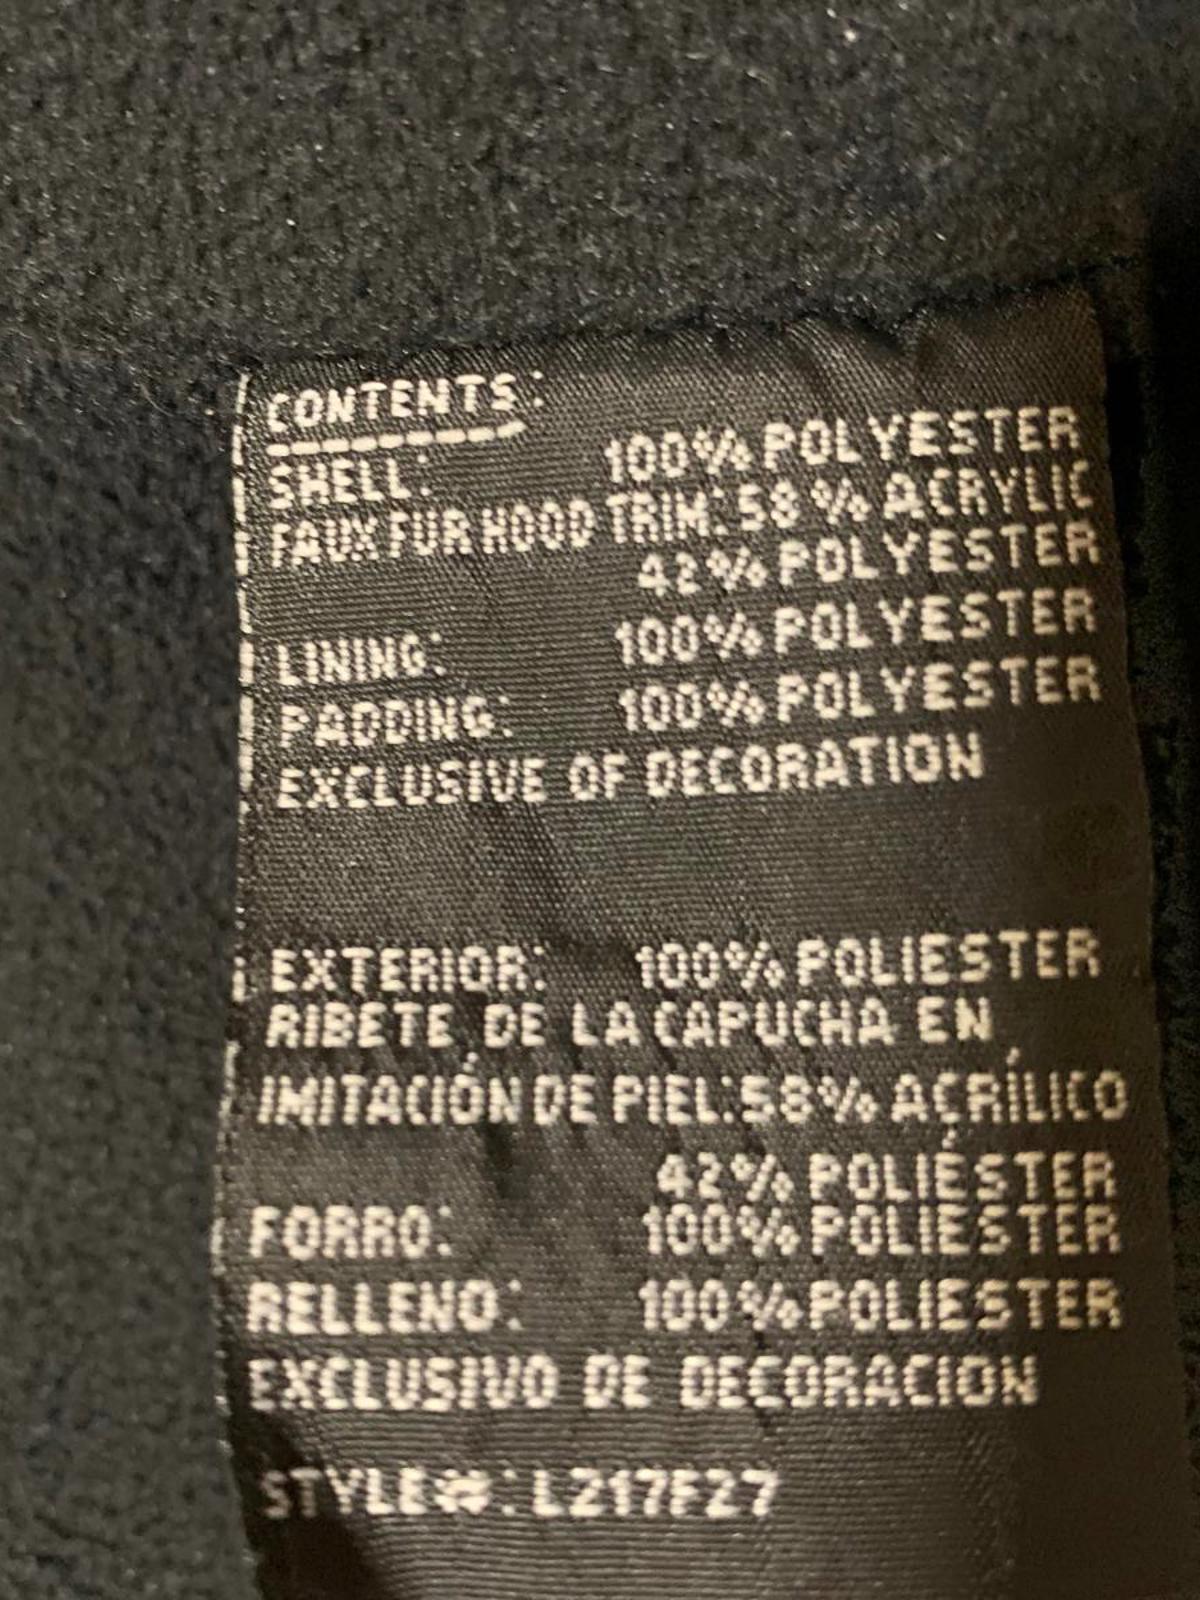 CONTENTS:
SHELL: 100% POLYESTER
FAUX FUR HOOD TRIM: 58 % ACRYLIC
42% POLYESTER
LINING: 100% POLYESTER
PADDING: 100% POLYESTER
EXCLUSIVE OF DECORATION
EXTERIOR: 100% POLIESTER
RIBETE DE LA CAPUCHA EN
IMITACIÓN DE PIEL: 58% ACRÍLICO
42% POLIÉSTER
FORRO: 100% POLIESTER
RELLENO: 100% POLIESTER
EXCLUSIVO DE DECORACION
STYLE#: L217F27